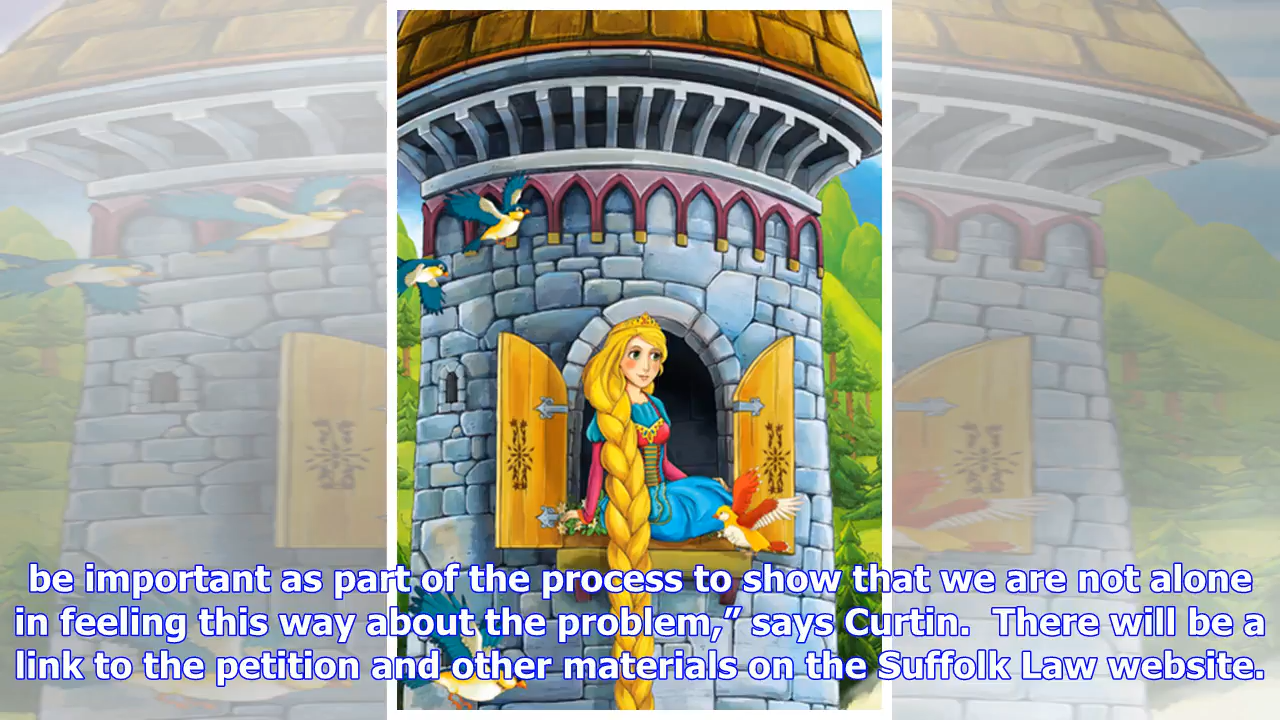 be important as part of the process to show that we are not alone
in feeling this way about the problem,” says Curtin.  There will be a
link to the petition and other materials on the Suffolk Law website.